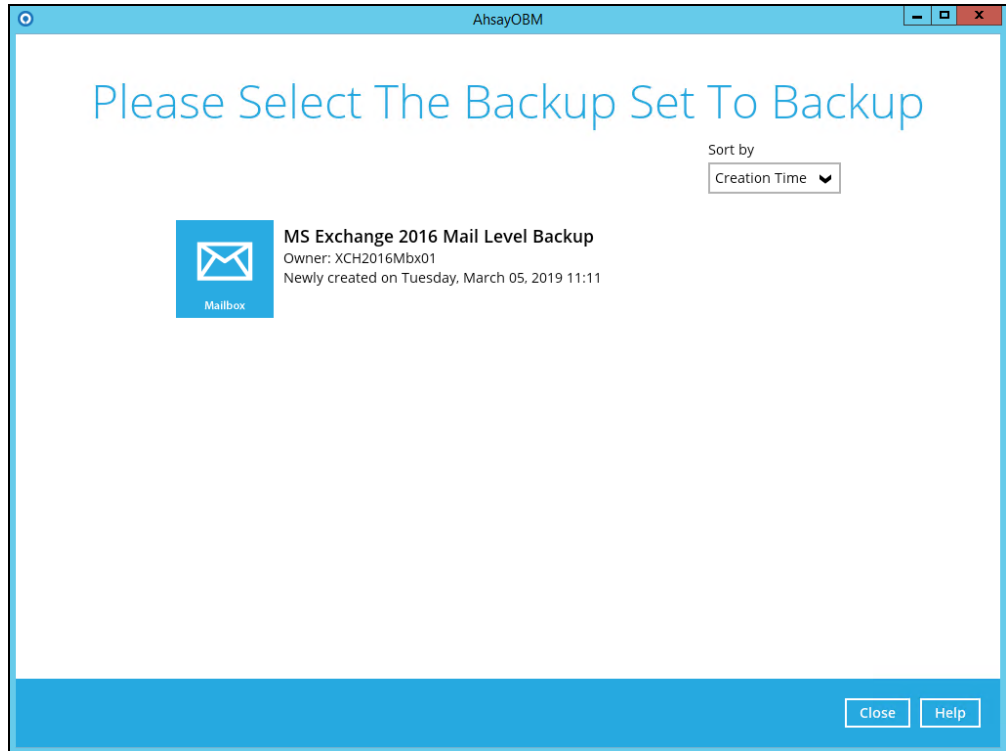 AhsayOBM
Please Select The Backup Set To Backup
Sort by
Creation Time
MS Exchange 2016 Mail Level Backup
Owner: XCH2016Mbx01
Newly created on Tuesday, March 05, 2019 11:11
Mailbox
Close
Help